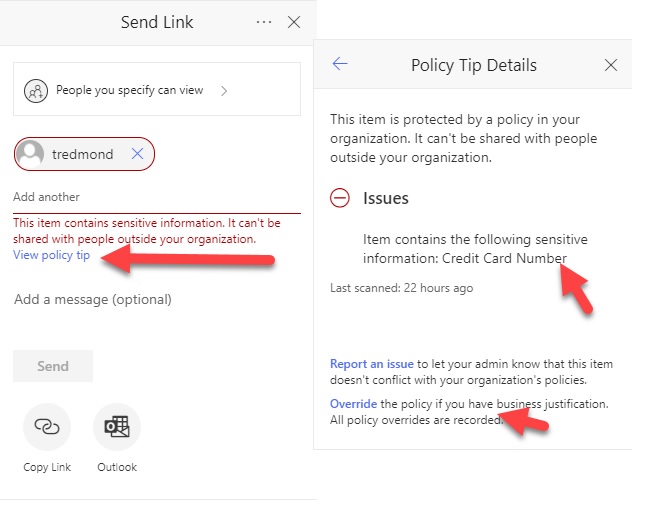 Send Link
People you specify can view
tredmond
Add another
This item contains sensitive information. It can't be
shared with people outside your organization.
View policy tip
Add a message (optional)
Send
Copy Link
Outlook
Policy Tip Details
This item is protected by a policy in your
organization. It can't be shared with people
outside your organization.
Issues
Item contains the following sensitive
information: Credit Card Number
Last scanned: 22 hours ago
Report an issue to let your admin know that this item
doesn't conflict with your organization's policies.
Override the policy if you have business justification.
All policy overrides are recorded.